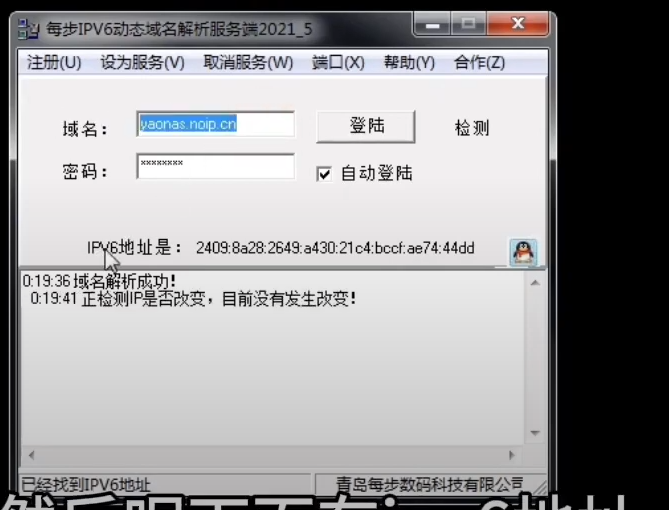 每步IPV6动态域名解析服务端2021_5
注册(U) 设为服务(V) 取消服务(W) 端口(X) 帮助(Y) 合作(Z)
域名： yaonas.noip.cn 登陆 检测
密码： ******** 自动登陆
IPV6地址是： 2409:8a28:2649:a430:21c4:bccf:ae74:44dd
0:19:36 域名解析成功!
0:19:41 正检测IP是否改变，目前没有发生改变!
已经找到IPV6地址 青岛每步数码科技有限公司